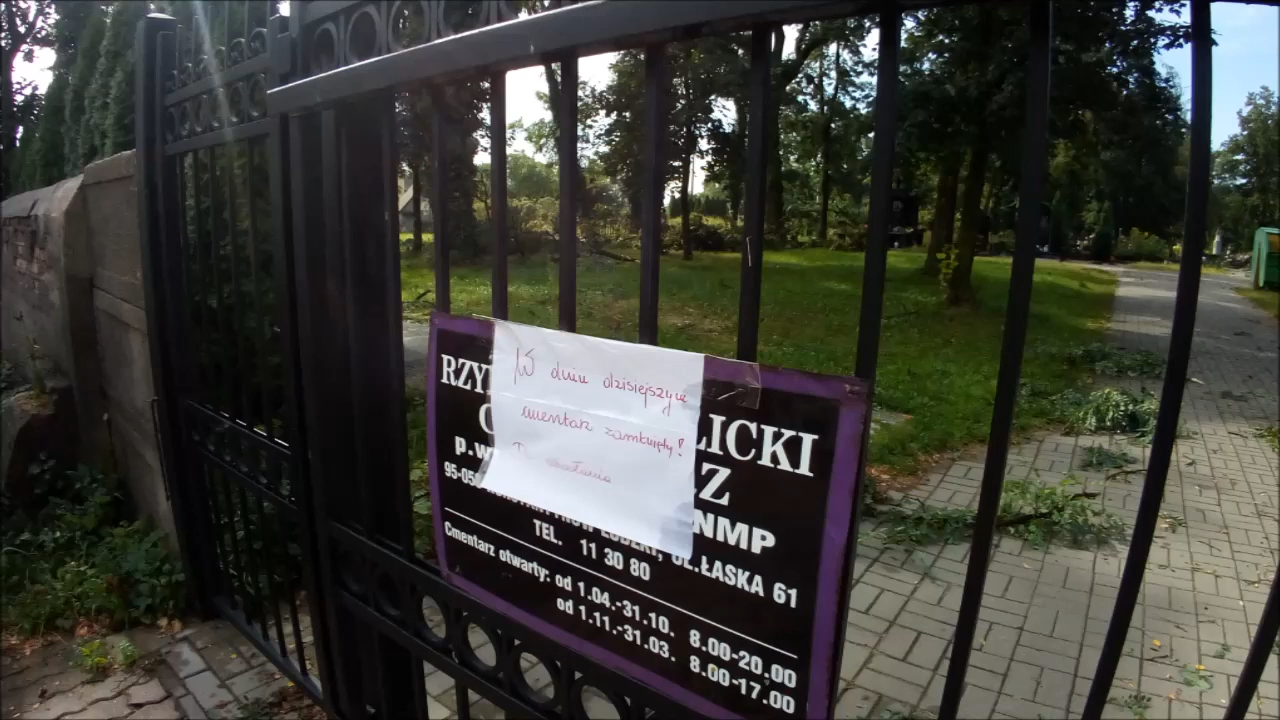 W dniu dzisiejszym
cmentarz zamknięty!
RZY LICKI
C Z
p.w NMP
95-05 ŁASKA 61
TEL. 11 30 80
Cmentarz otwarty: od 1.04.-31.10. 8.00-20.00
od 1.11.-31.03. 8.00-17.00